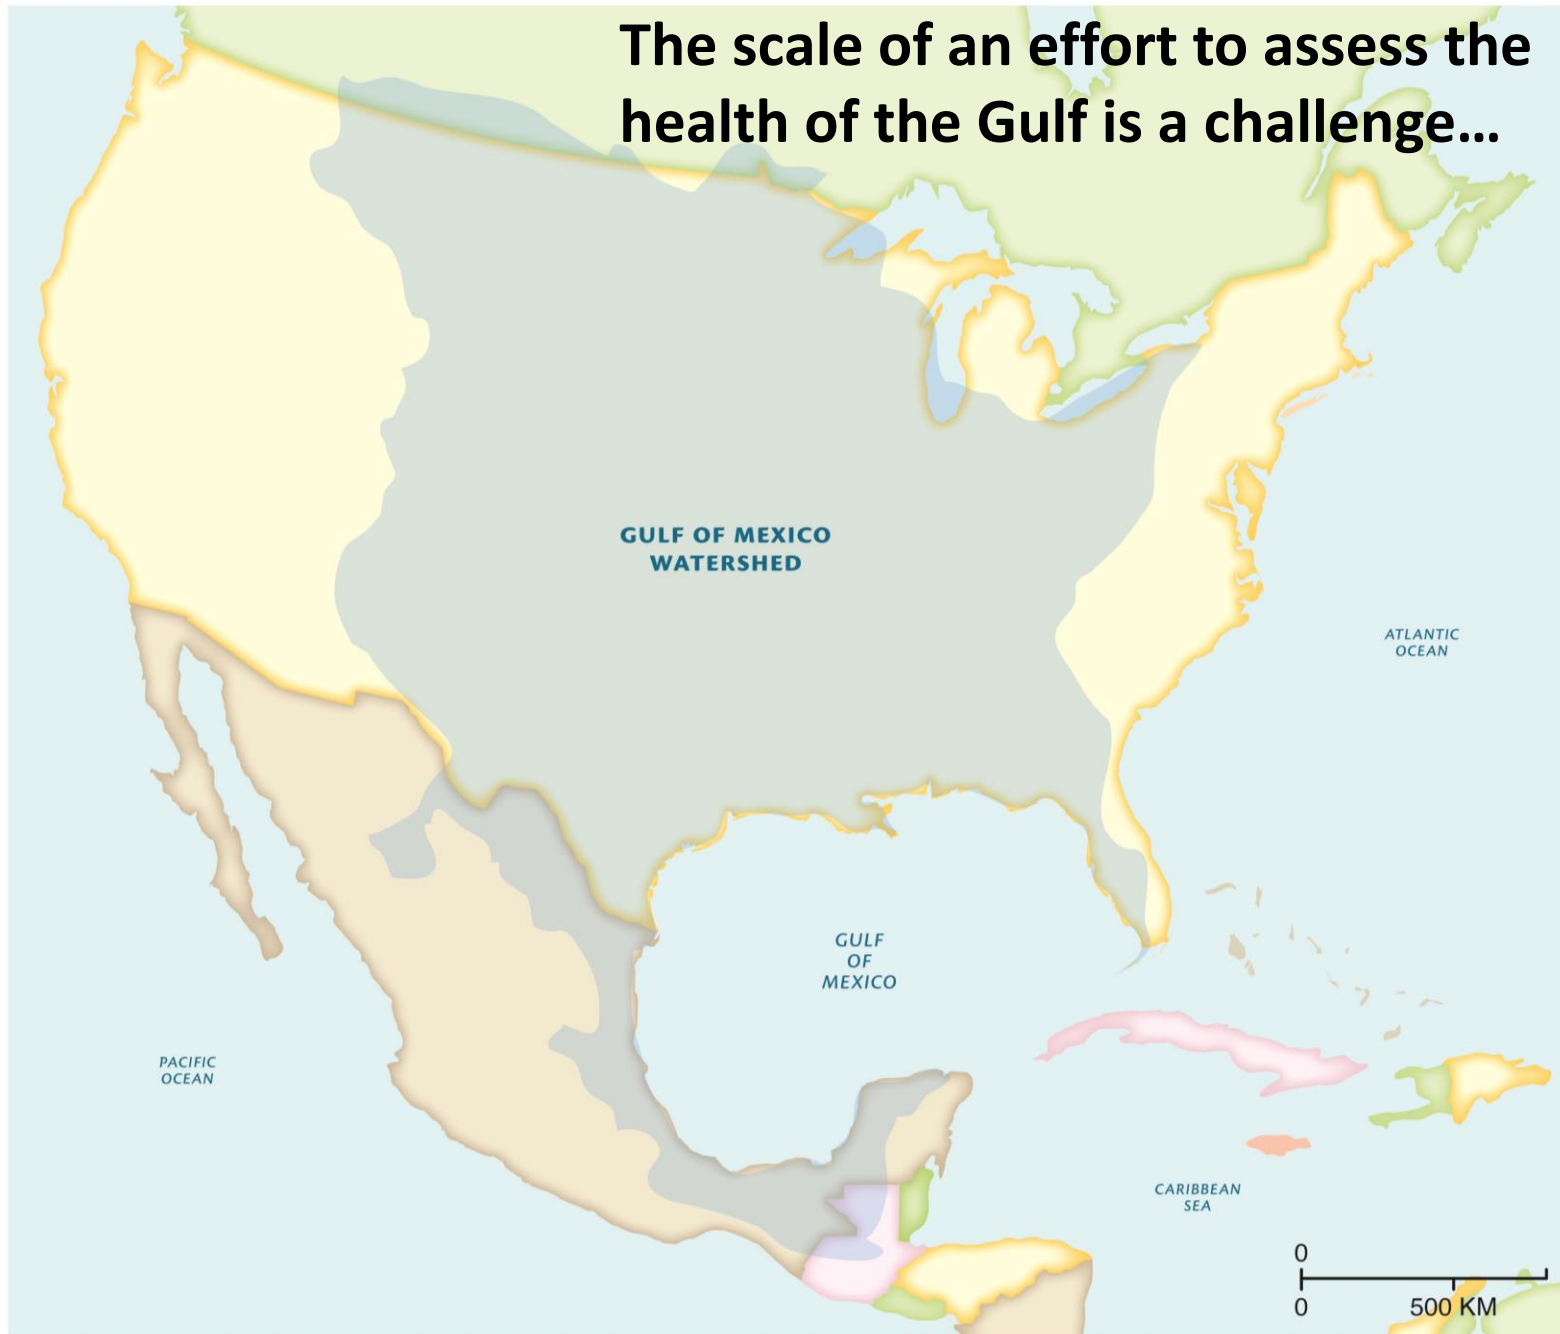 The scale of an effort to assess the
health of the Gulf is a challenge…
GULF OF MEXICO
WATERSHED
ATLANTIC
OCEAN
GULF
OF
MEXICO
PACIFIC
OCEAN
CARIBBEAN
SEA
0
0
500 KM